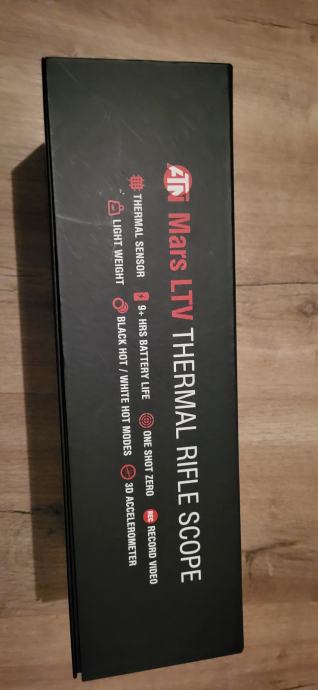 ATN Mars LTV THERMAL RIFLE SCOPE
THERMAL SENSOR 9+ HRS BATTERY LIFE ONE SHOT ZERO REC RECORD VIDEO
LIGHT WEIGHT BLACK HOT / WHITE HOT MODES 3D ACCELEROMETER